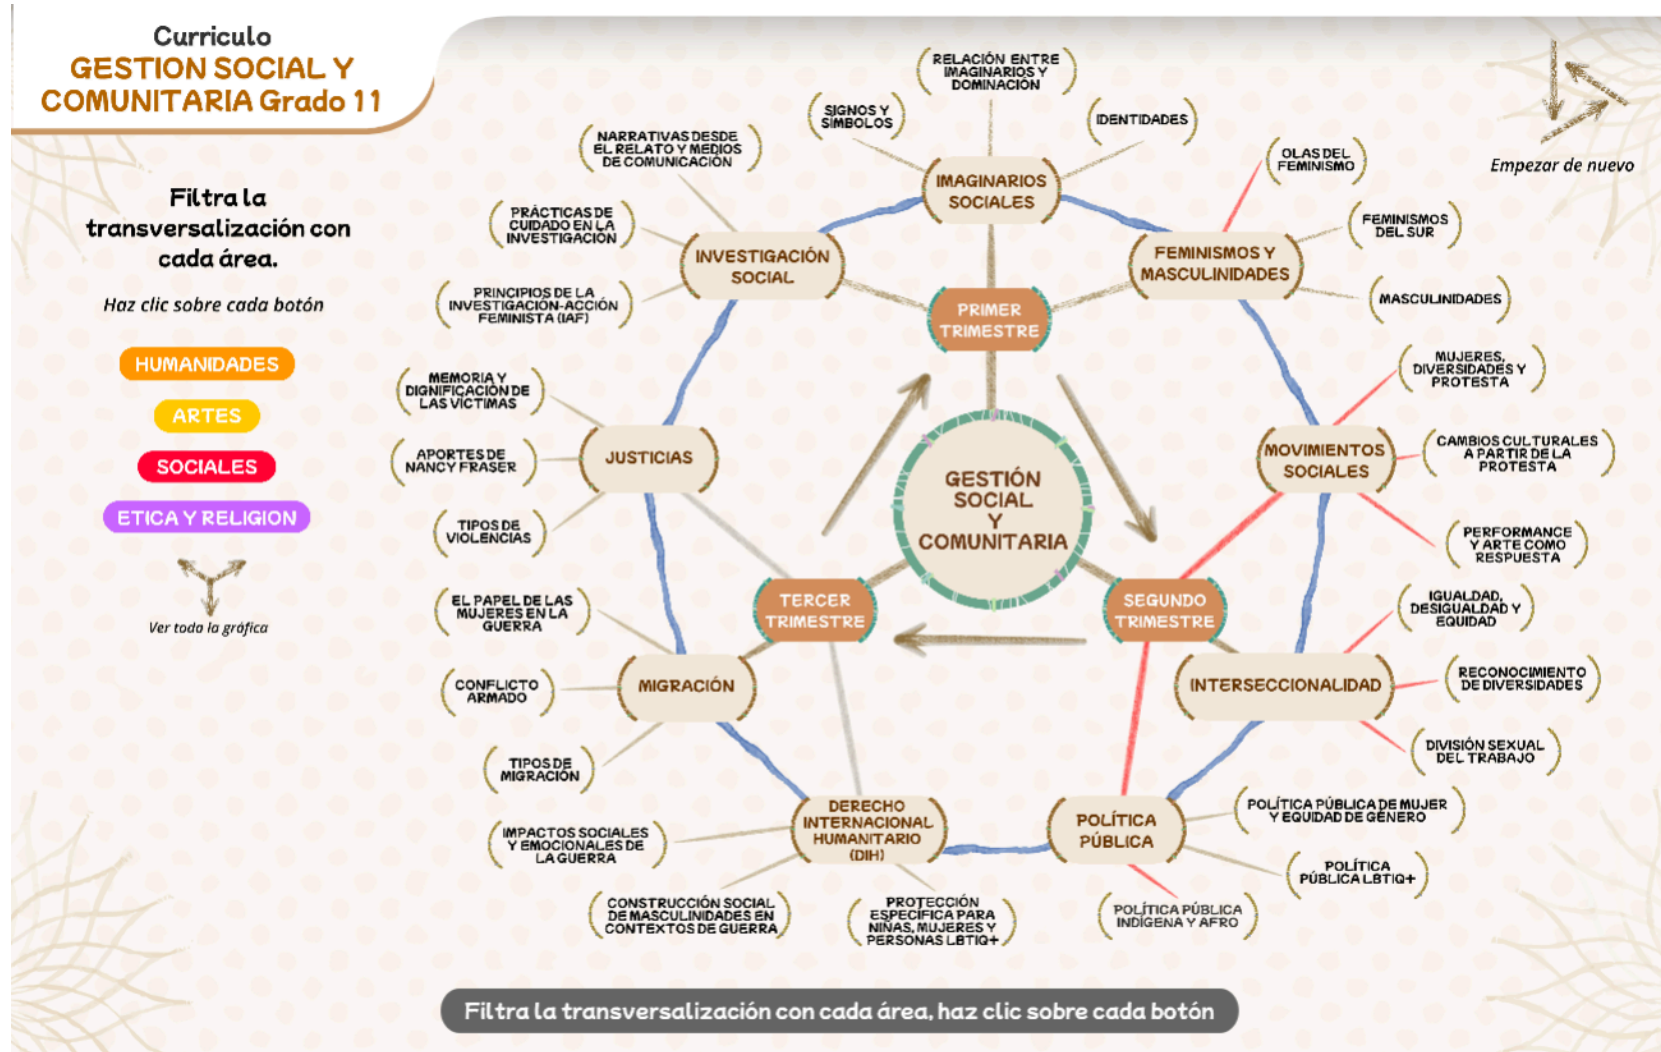 Curriculo
GESTION SOCIAL Y
COMUNITARIA Grado 11
Filtra la
transversalización con
cada área.
Haz clic sobre cada botón
HUMANIDADES
ARTES
SOCIALES
ETICA Y RELIGION
Ver toda la gráfica
Empezar de nuevo
GESTIÓN
SOCIAL
Y
COMUNITARIA
PRIMER
TRIMESTRE
INVESTIGACIÓN
SOCIAL
NARRATIVAS DESDE
EL RELATO Y MEDIOS
DE COMUNICACIÓN
PRÁCTICAS DE
CUIDADO EN LA
INVESTIGACIÓN
PRINCIPIOS DE LA
INVESTIGACIÓN-ACCIÓN
FEMINISTA (IAF)
IMAGINARIOS
SOCIALES
SIGNOS Y
SÍMBOLOS
RELACIÓN ENTRE
IMAGINARIOS Y
DOMINACIÓN
IDENTIDADES
FEMINISMOS Y
MASCULINIDADES
OLAS DEL
FEMINISMO
FEMINISMOS
DEL SUR
MASCULINIDADES
SEGUNDO
TRIMESTRE
MOVIMIENTOS
SOCIALES
MUJERES,
DIVERSIDADES Y
PROTESTA
CAMBIOS CULTURALES
A PARTIR DE LA
PROTESTA
PERFORMANCE
Y ARTE COMO
RESPUESTA
INTERSECCIONALIDAD
IGUALDAD,
DESIGUALDAD Y
EQUIDAD
RECONOCIMIENTO
DE DIVERSIDADES
DIVISIÓN SEXUAL
DEL TRABAJO
POLÍTICA
PÚBLICA
POLÍTICA PÚBLICA DE MUJER
Y EQUIDAD DE GÉNERO
POLÍTICA
PÚBLICA LBTIQ+
POLÍTICA PÚBLICA
INDÍGENA Y AFRO
TERCER
TRIMESTRE
DERECHO
INTERNACIONAL
HUMANITARIO
(DIH)
IMPACTOS SOCIALES
Y EMOCIONALES DE
LA GUERRA
CONSTRUCCIÓN SOCIAL
DE MASCULINIDADES EN
CONTEXTOS DE GUERRA
PROTECCIÓN
ESPECÍFICA PARA
NIÑAS, MUJERES Y
PERSONAS LBTIQ+
MIGRACIÓN
EL PAPEL DE LAS
MUJERES EN LA
GUERRA
CONFLICTO
ARMADO
TIPOS DE
MIGRACIÓN
JUSTICIAS
MEMORIA Y
DIGNIFICACIÓN DE
LAS VÍCTIMAS
APORTES DE
NANCY FRASER
TIPOS DE
VIOLENCIAS
Filtra la transversalización con cada área, haz clic sobre cada botón